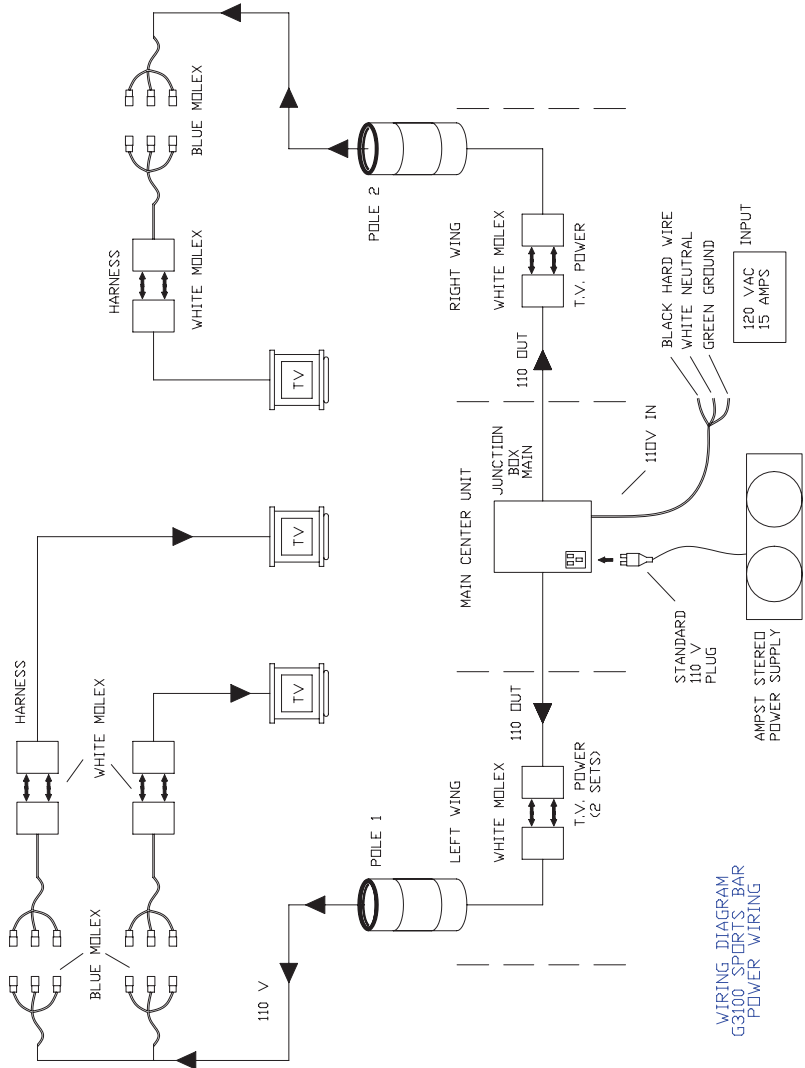 HARNESS
WHITE MOLEX
BLUE MOLEX
TV
TV
TV
HARNESS
WHITE MOLEX
BLUE MOLEX
110 V
POLE 1
POLE 2
LEFT WING
WHITE MOLEX
T.V. POWER
(2 SETS)
110 OUT
MAIN CENTER UNIT
JUNCTION
BOX
MAIN
110 OUT
RIGHT WING
WHITE MOLEX
T.V. POWER
110V IN
BLACK HARD WIRE
WHITE NEUTRAL
GREEN GROUND
120 VAC
15 AMPS
INPUT
STANDARD
110 V
PLUG
AMPST STEREO
POWER SUPPLY
WIRING DIAGRAM
G3100 SPORTS BAR
POWER WIRING